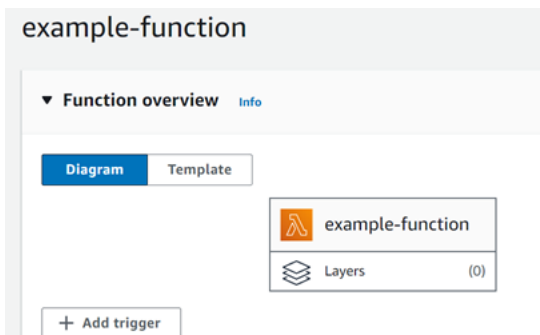 example-function
Function overview Info
Diagram Template
example-function
Layers (0)
+ Add trigger